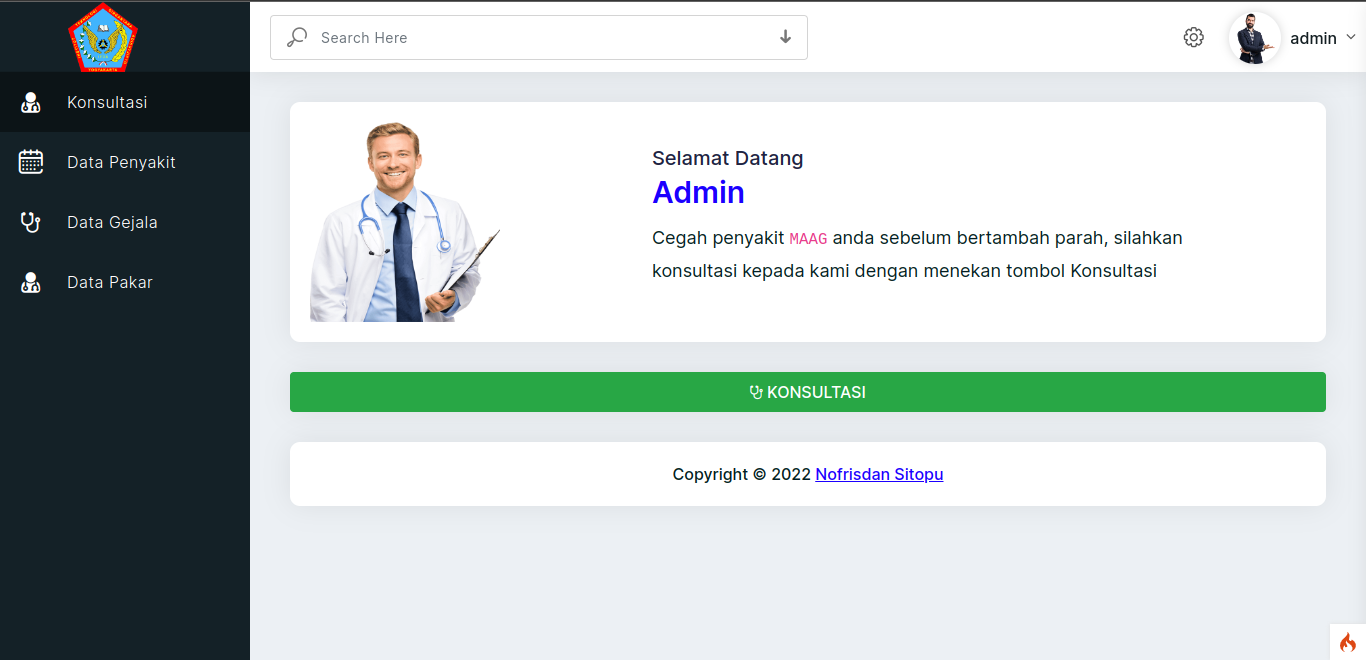 YOGYAKARTA
Search Here
admin
Konsultasi
Data Penyakit
Data Gejala
Data Pakar
Selamat Datang
Admin
Cegah penyakit MAAG anda sebelum bertambah parah, silahkan
konsultasi kepada kami dengan menekan tombol Konsultasi
KONSULTASI
Copyright © 2022 Nofrisdan Sitopu